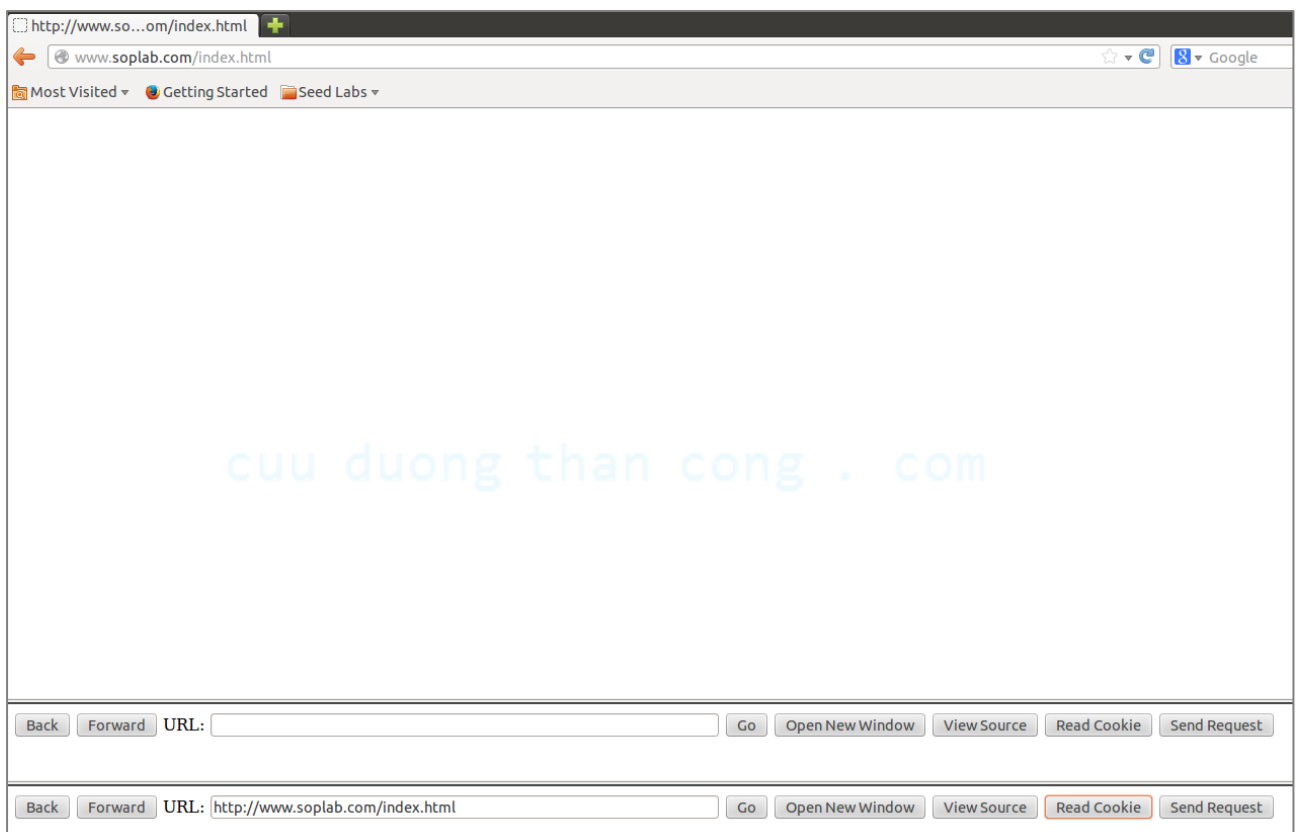 http://www.so...om/index.html
www.soplab.com/index.html
Google
Most Visited Getting Started Seed Labs
cuu duong than cong . com
Back Forward URL: Go Open New Window View Source Read Cookie Send Request
Back Forward URL: http://www.soplab.com/index.html Go Open New Window View Source Read Cookie Send Request